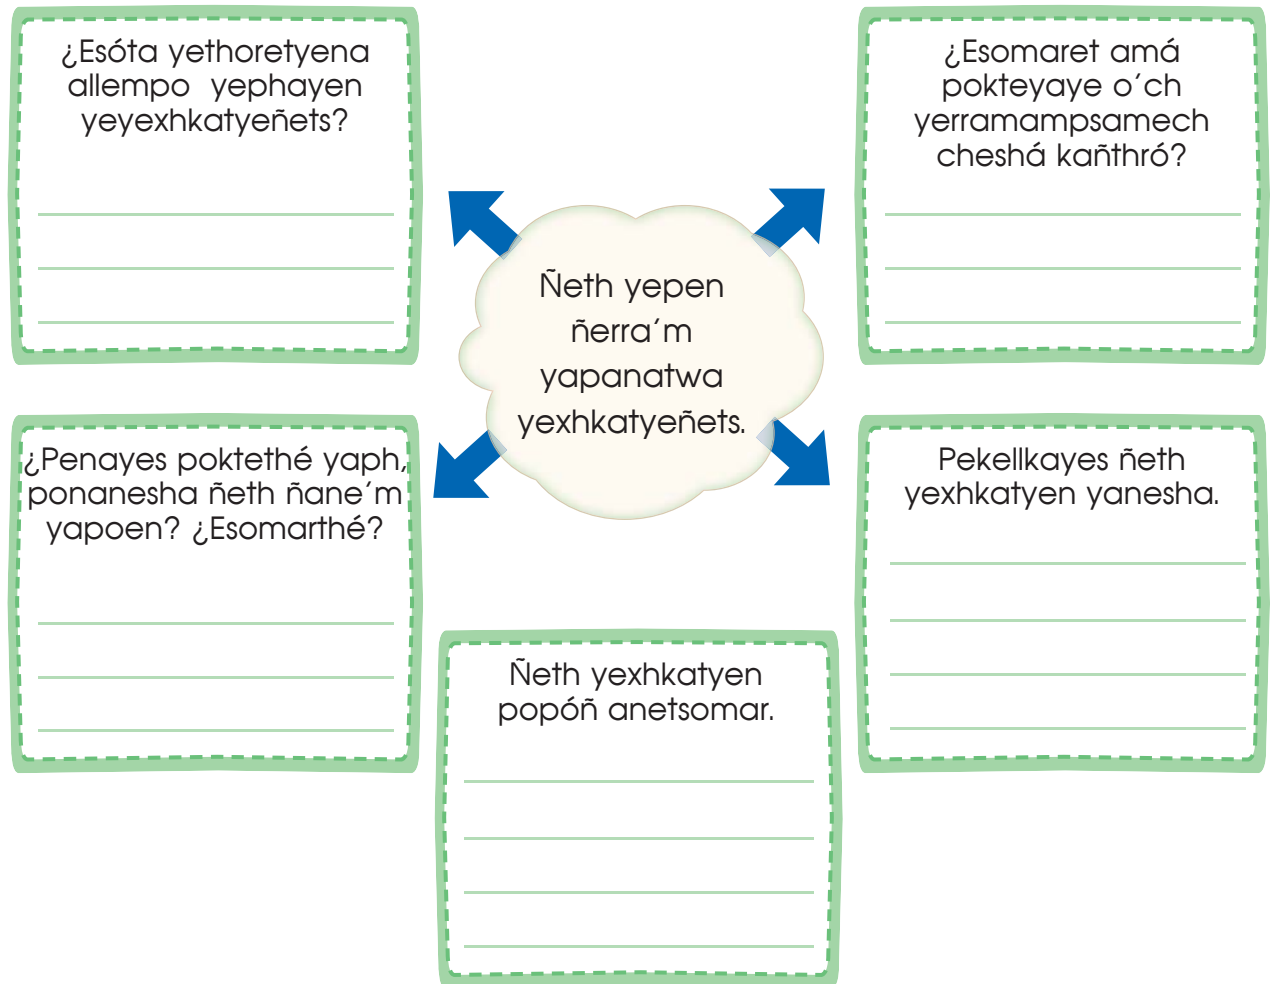 ¿Esóta yethoretyena
allempo yephayen
yeyexhkatyeñets?
¿Esomaret amá
pokteyaye o´ch
yerramampsamech
cheshá kañthró?
Ñeth yepen
ñerra´m
yapanatwa
yexhkatyeñets.
¿Penayes poktethé yaph,
ponanesha ñeth ñane´m
yapoen? ¿Esomarthé?
Pekellkayes ñeth
yexhkatyen yanesha.
Ñeth yexhkatyen
popóñ anetsomar.